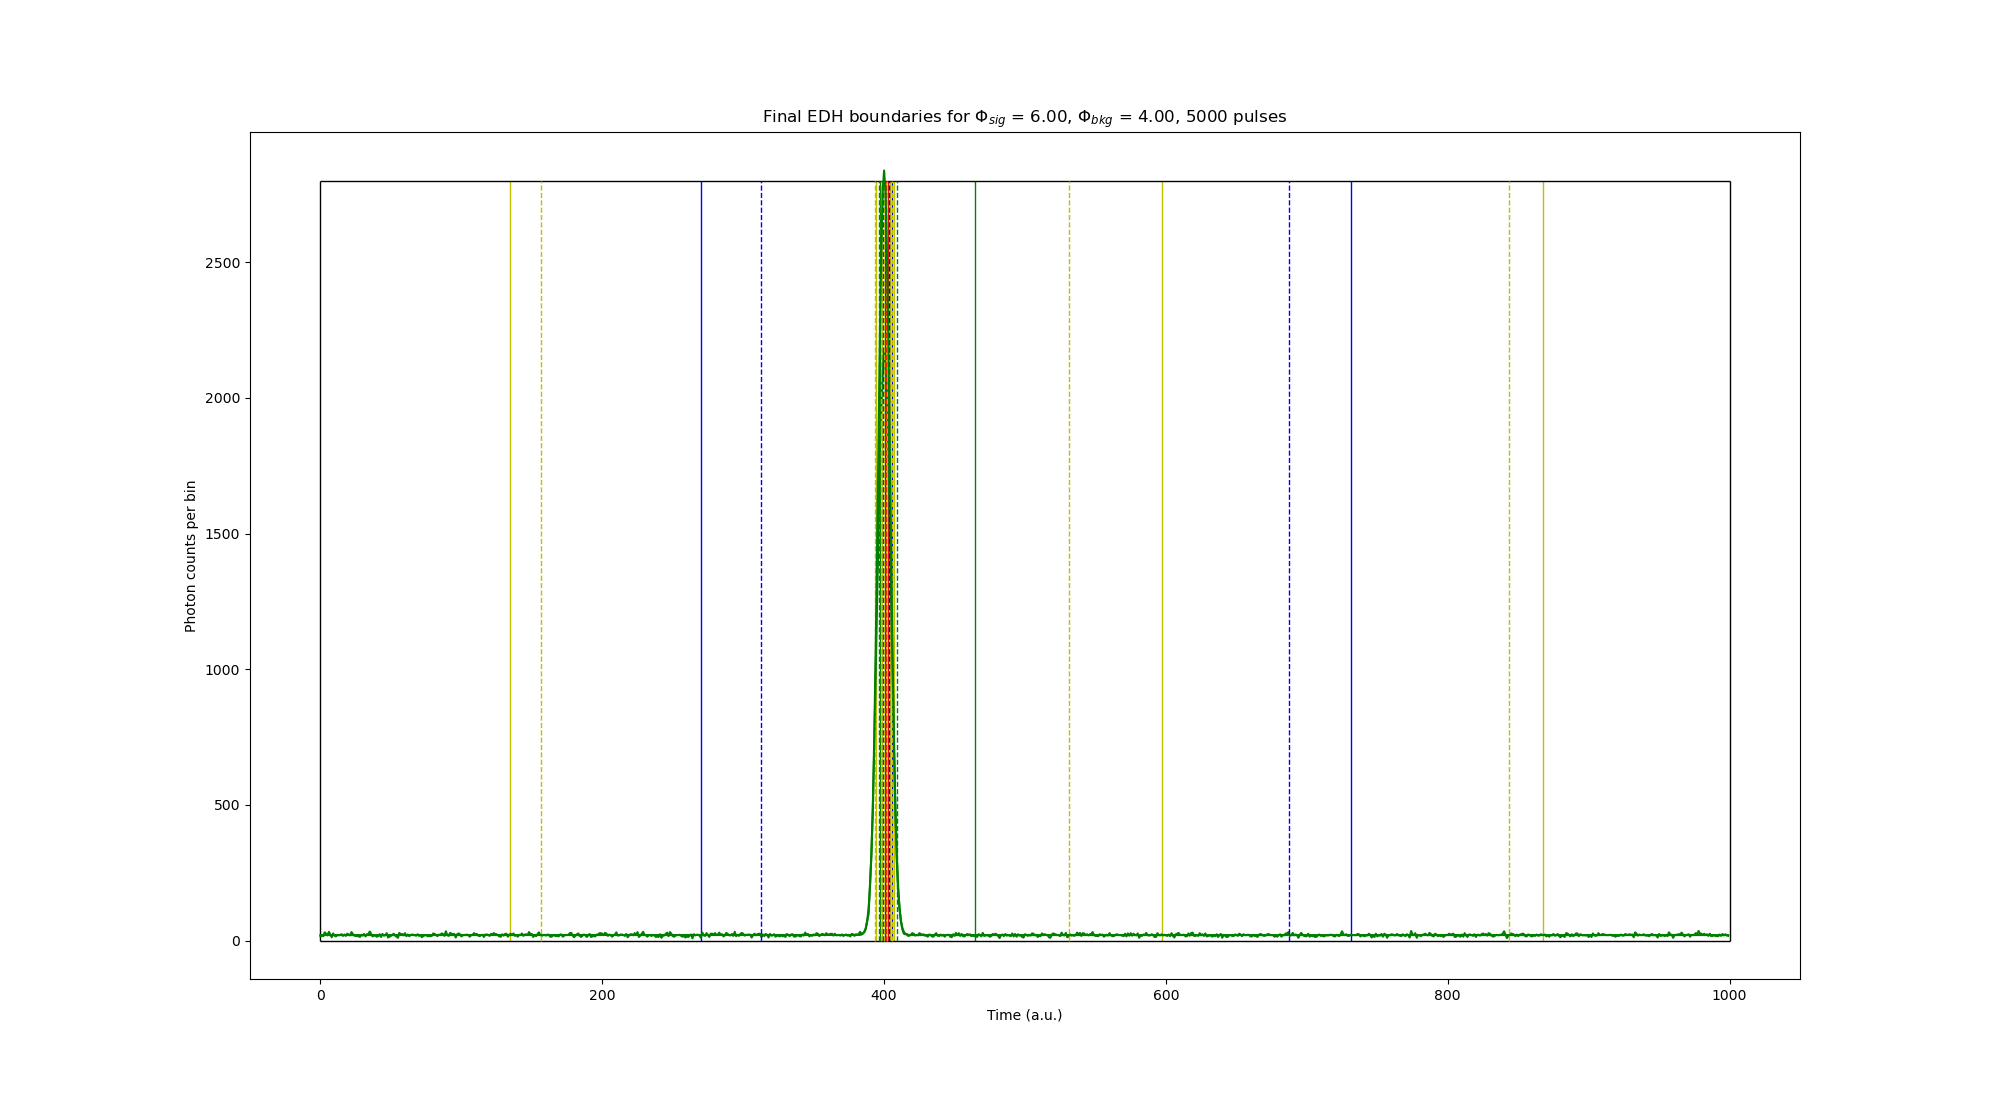 Final EDH boundaries for Φsig = 6.00, Φbkg = 4.00, 5000 pulses
Photon counts per bin
2500
2000
1500
1000
500
0
0 200 400 600 800 1000
Time (a.u.)